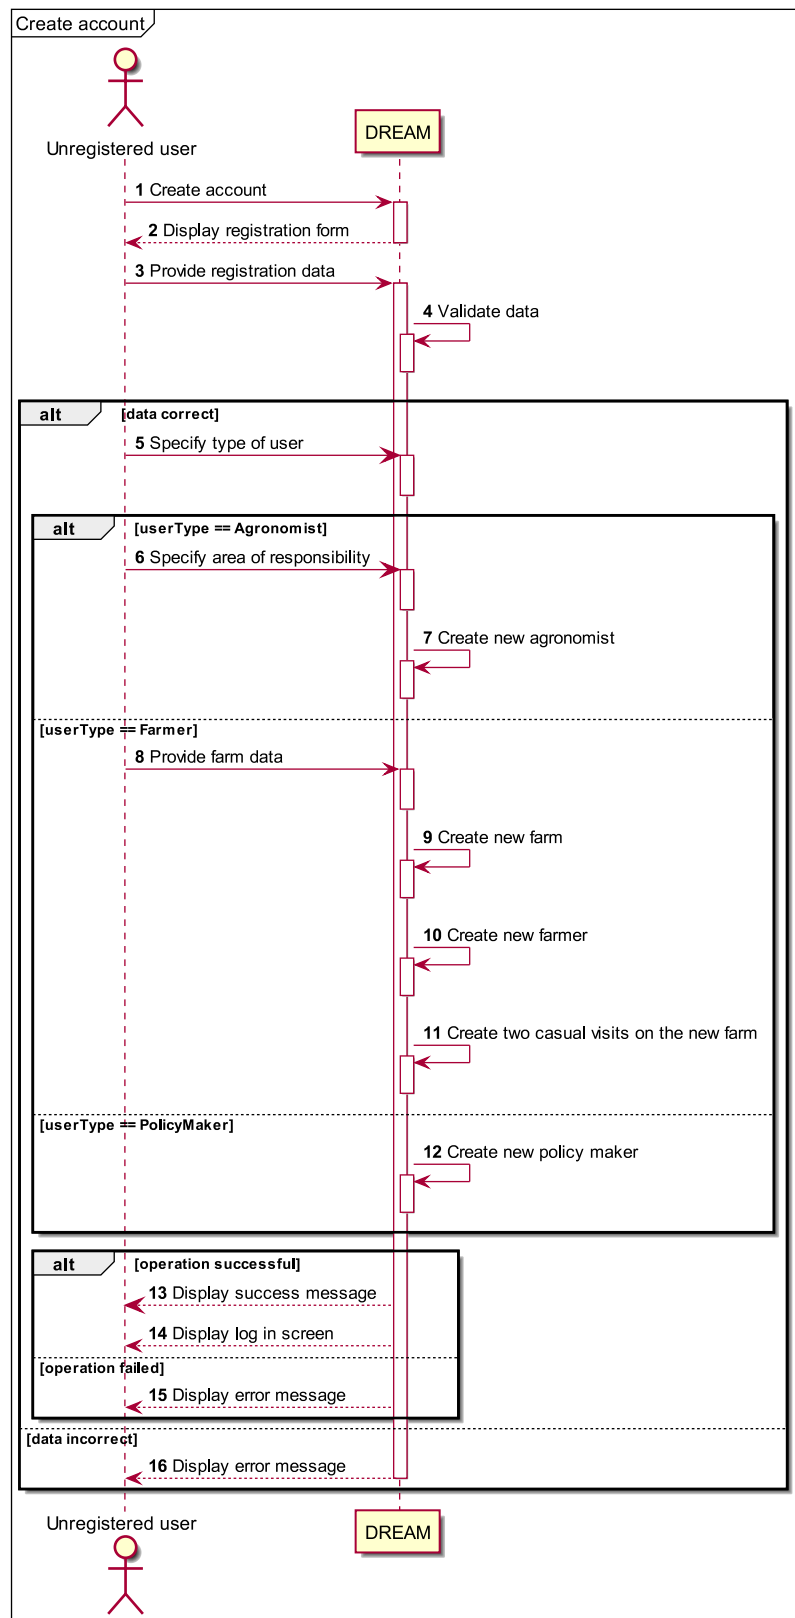 Create account
Unregistered user
DREAM
1 Create account
2 Display registration form
3 Provide registration data
4 Validate data
alt [data correct]
5 Specify type of user
alt [userType == Agronomist]
6 Specify area of responsibility
7 Create new agronomist
[userType == Farmer]
8 Provide farm data
9 Create new farm
10 Create new farmer
11 Create two casual visits on the new farm
[userType == PolicyMaker]
12 Create new policy maker
alt [operation successful]
13 Display success message
14 Display log in screen
[operation failed]
15 Display error message
[data incorrect]
16 Display error message
Unregistered user
DREAM